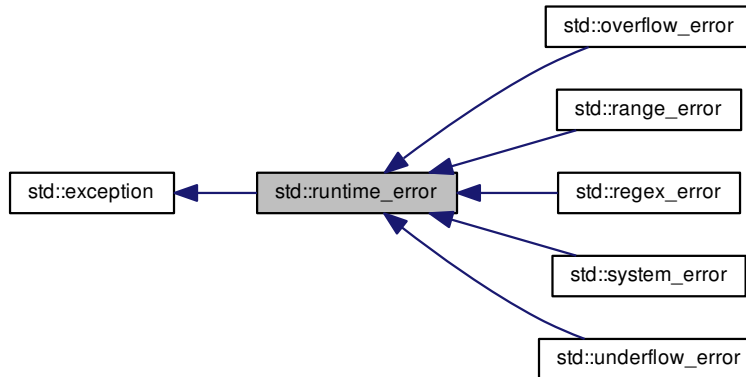 std::overflow_error
std::range_error
std::exception
std::runtime_error
std::regex_error
std::system_error
std::underflow_error